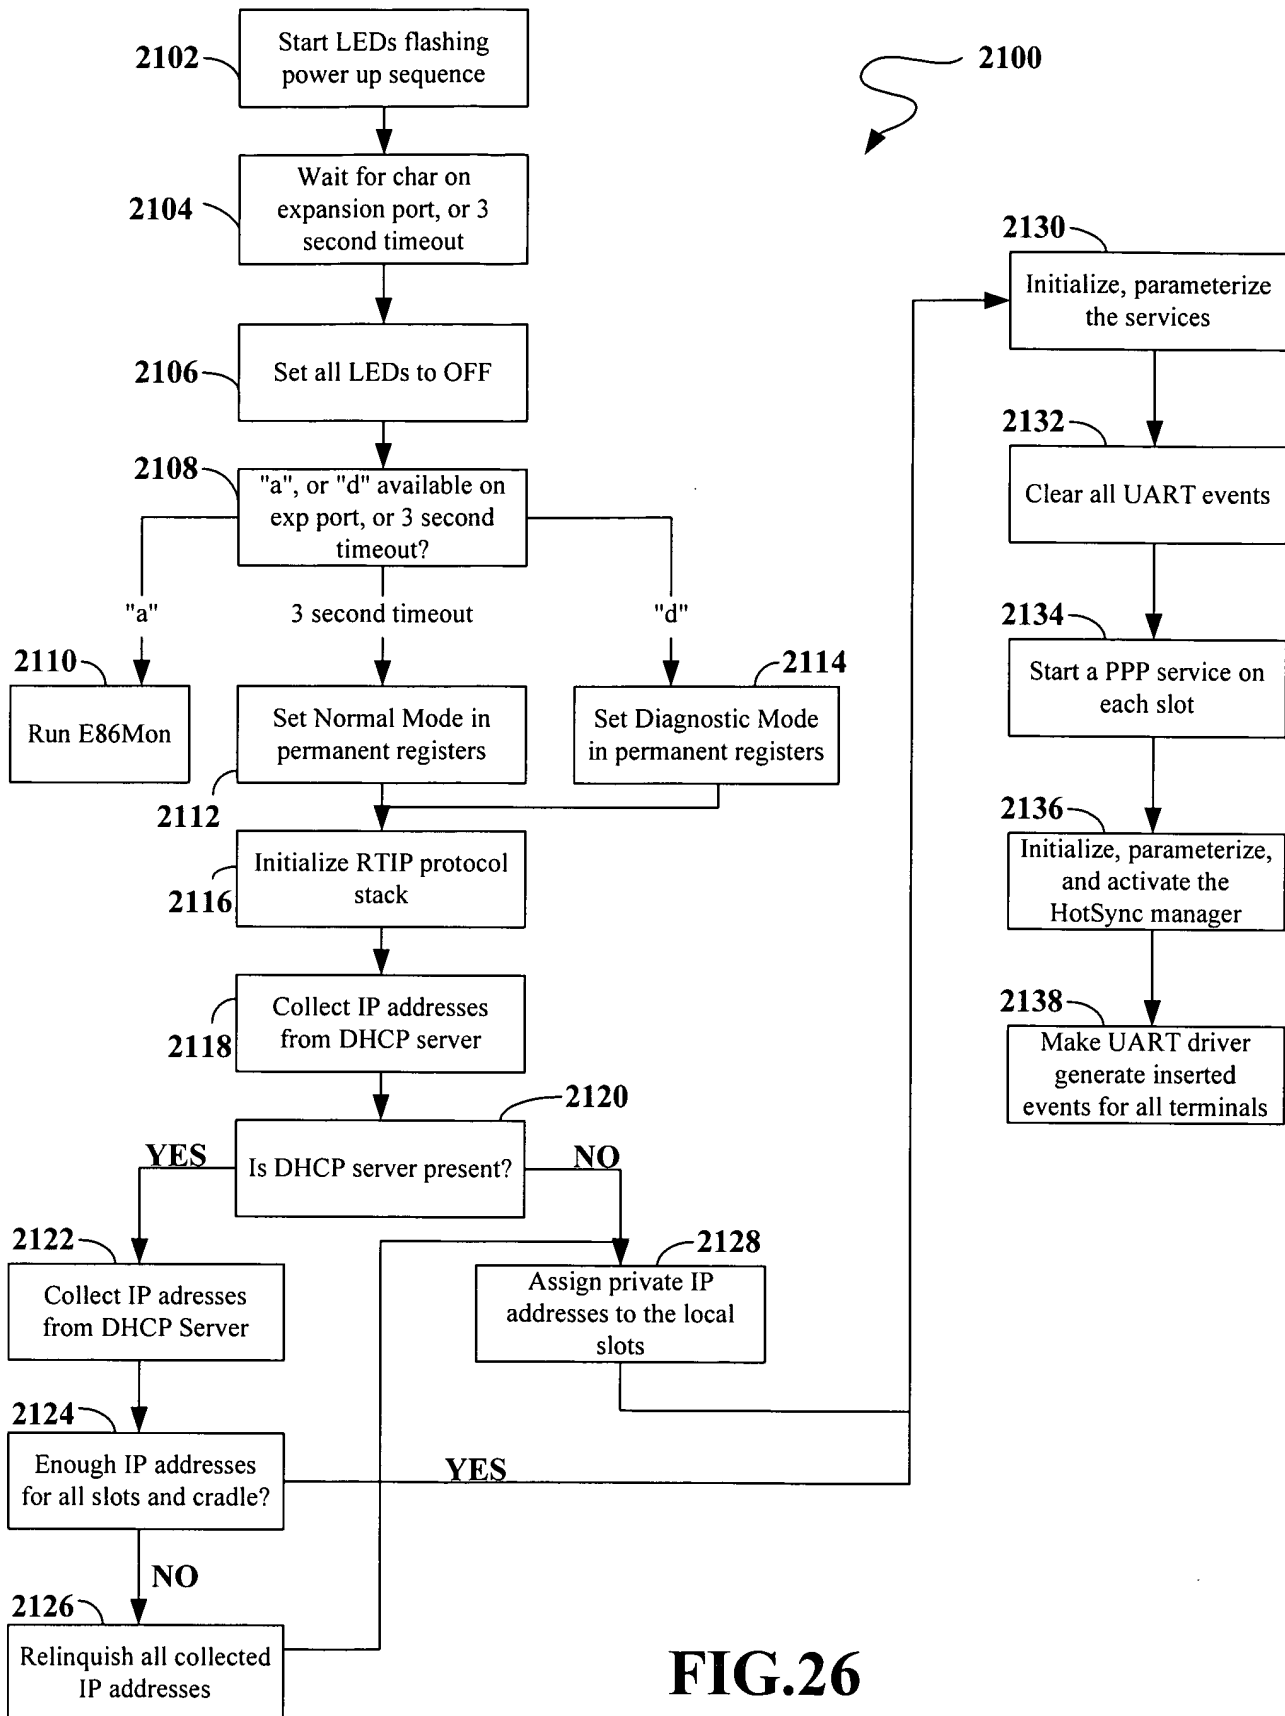 2102
Start LEDs flashing
power up sequence
2100
2104
Wait for char on
expansion port, or 3
second timeout
2106
Set all LEDs to OFF
2108
"a", or "d" available on
exp port, or 3 second
timeout?
"a"
3 second timeout
"d"
2110
Run E86Mon
Set Normal Mode in
permanent registers
2112
2114
Set Diagnostic Mode
in permanent registers
Initialize RTIP protocol
stack
2116
Collect IP addresses
from DHCP server
2118
2120
Is DHCP server present?
YES
NO
2122
Collect IP adresses
from DHCP Server
2128
Assign private IP
addresses to the local
slots
2124
Enough IP addresses
for all slots and cradle?
YES
NO
2126
Relinquish all collected
IP addresses
2130
Initialize, parameterize
the services
2132
Clear all UART events
2134
Start a PPP service on
each slot
2136
Initialize, parameterize,
and activate the
HotSync manager
2138
Make UART driver
generate inserted
events for all terminals
FIG.26